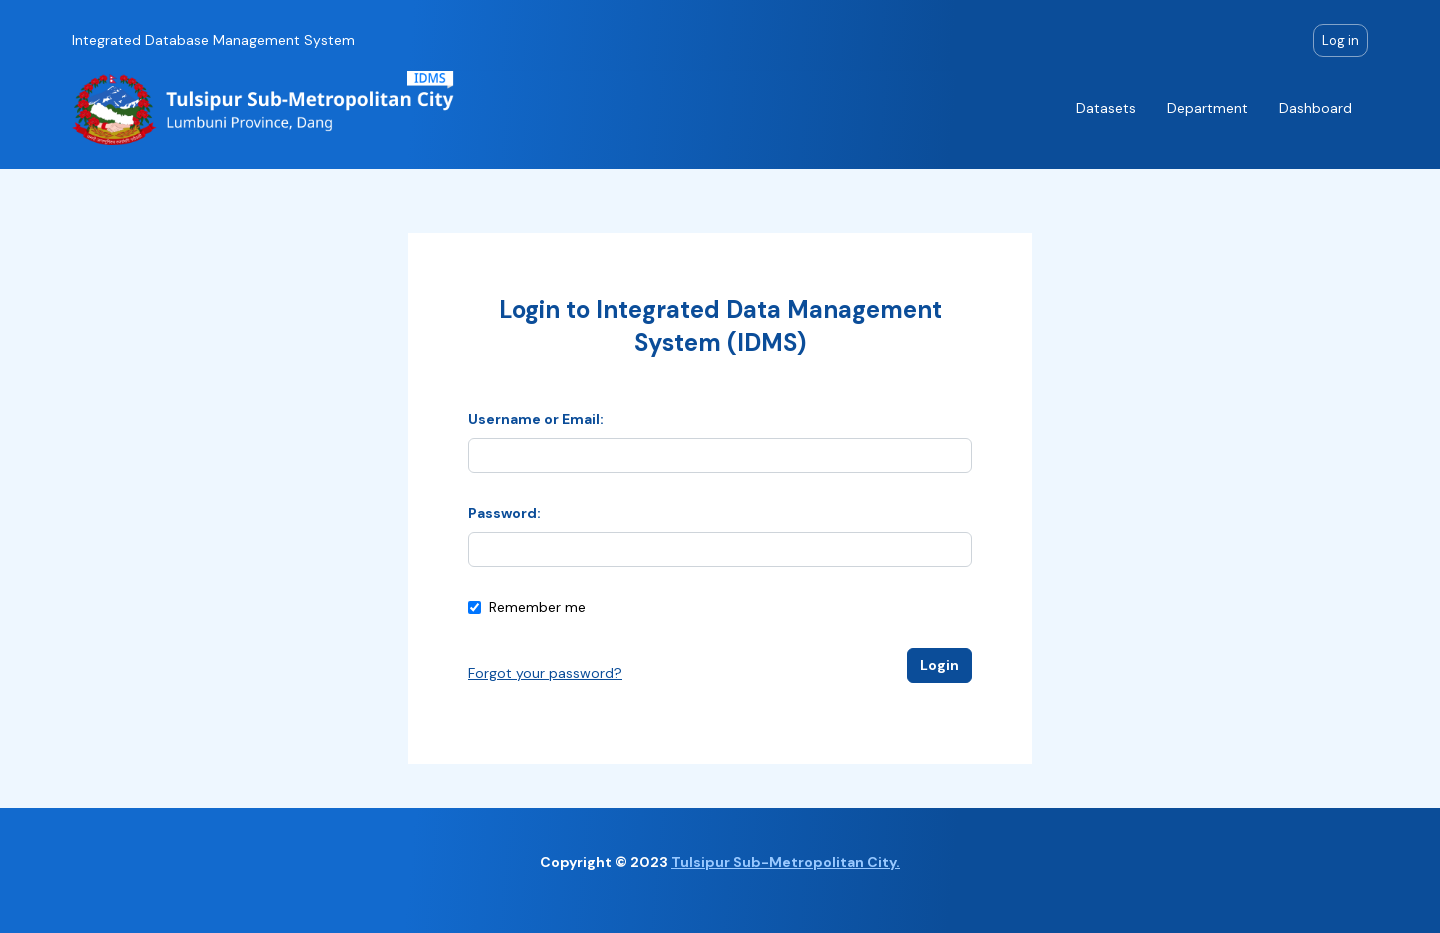 Integrated Database Management System
Log in
IDMS
Tulsipur Sub-Metropolitan City
Lumbuni Province, Dang
Datasets
Department
Dashboard
Login to Integrated Data Management
System (IDMS)
Username or Email:
Password:
Remember me
Forgot your password?
Login
Copyright © 2023 Tulsipur Sub-Metropolitan City.